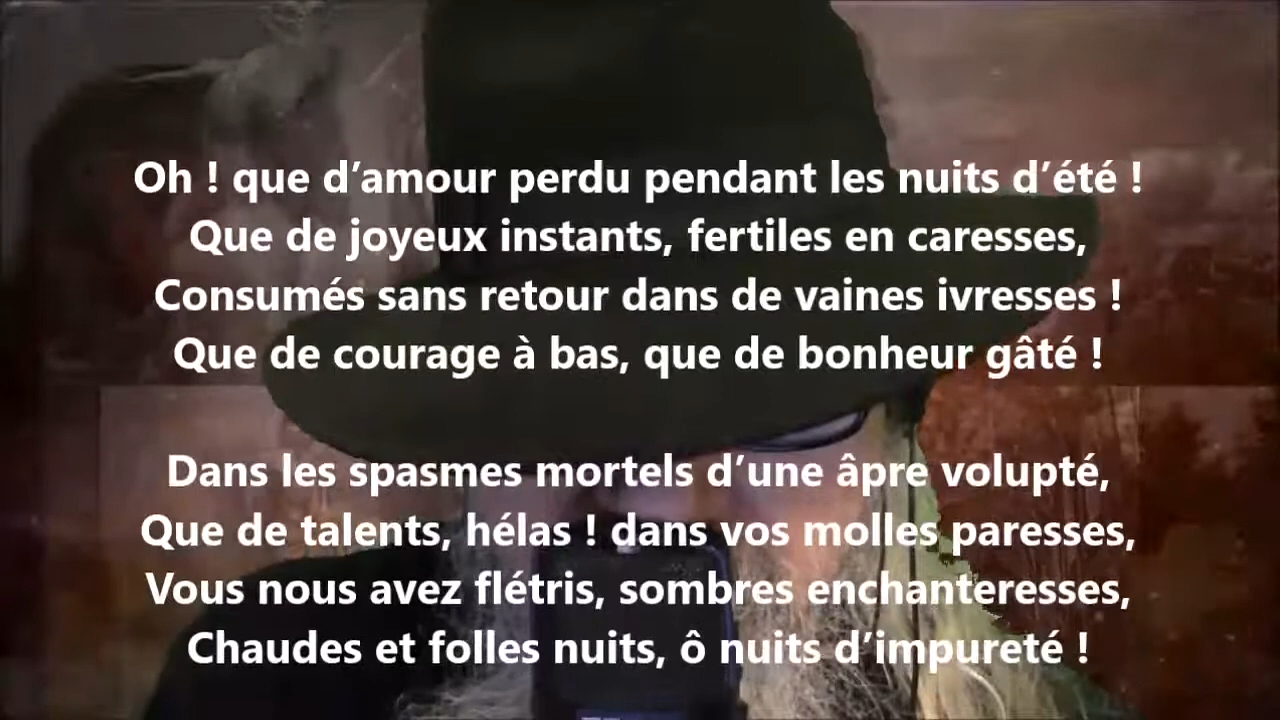 Oh ! que d’amour perdu pendant les nuits d’été !
Que de joyeux instants, fertiles en caresses,
Consumés sans retour dans de vaines ivresses !
Que de courage à bas, que de bonheur gâté !
Dans les spasmes mortels d’une âpre volupté,
Que de talents, hélas ! dans vos molles paresses,
Vous nous avez flétris, sombres enchanteresses,
Chaudes et folles nuits, ô nuits d’impureté !